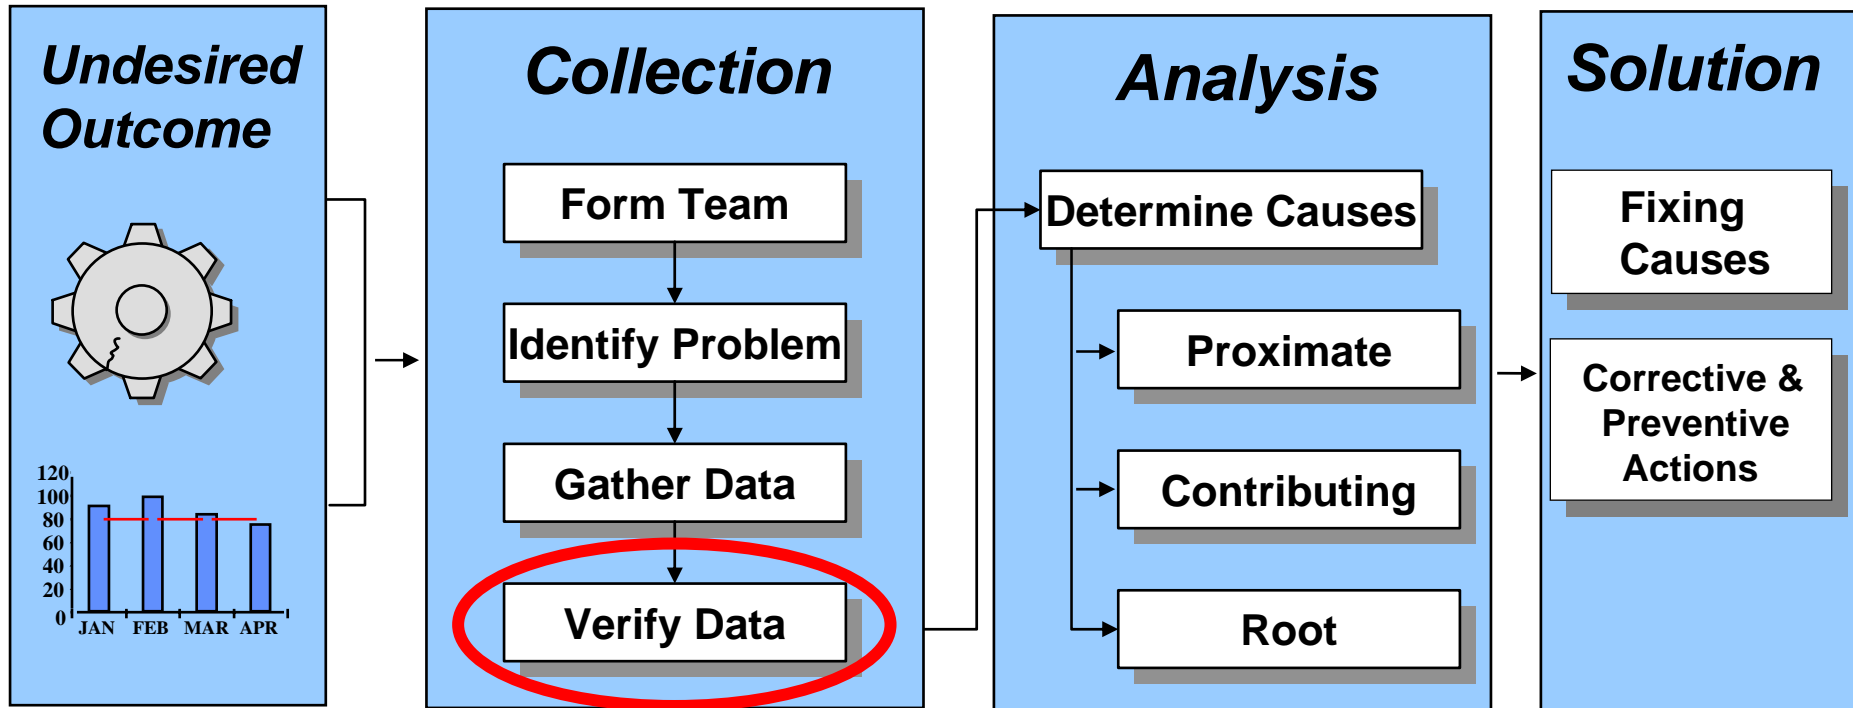 Undesired
Outcome
120
100
80
60
40
20
0
JAN FEB MAR APR
Collection
Form Team
Identify Problem
Gather Data
Verify Data
Analysis
Determine Causes
Proximate
Contributing
Root
Solution
Fixing
Causes
Corrective &
Preventive
Actions